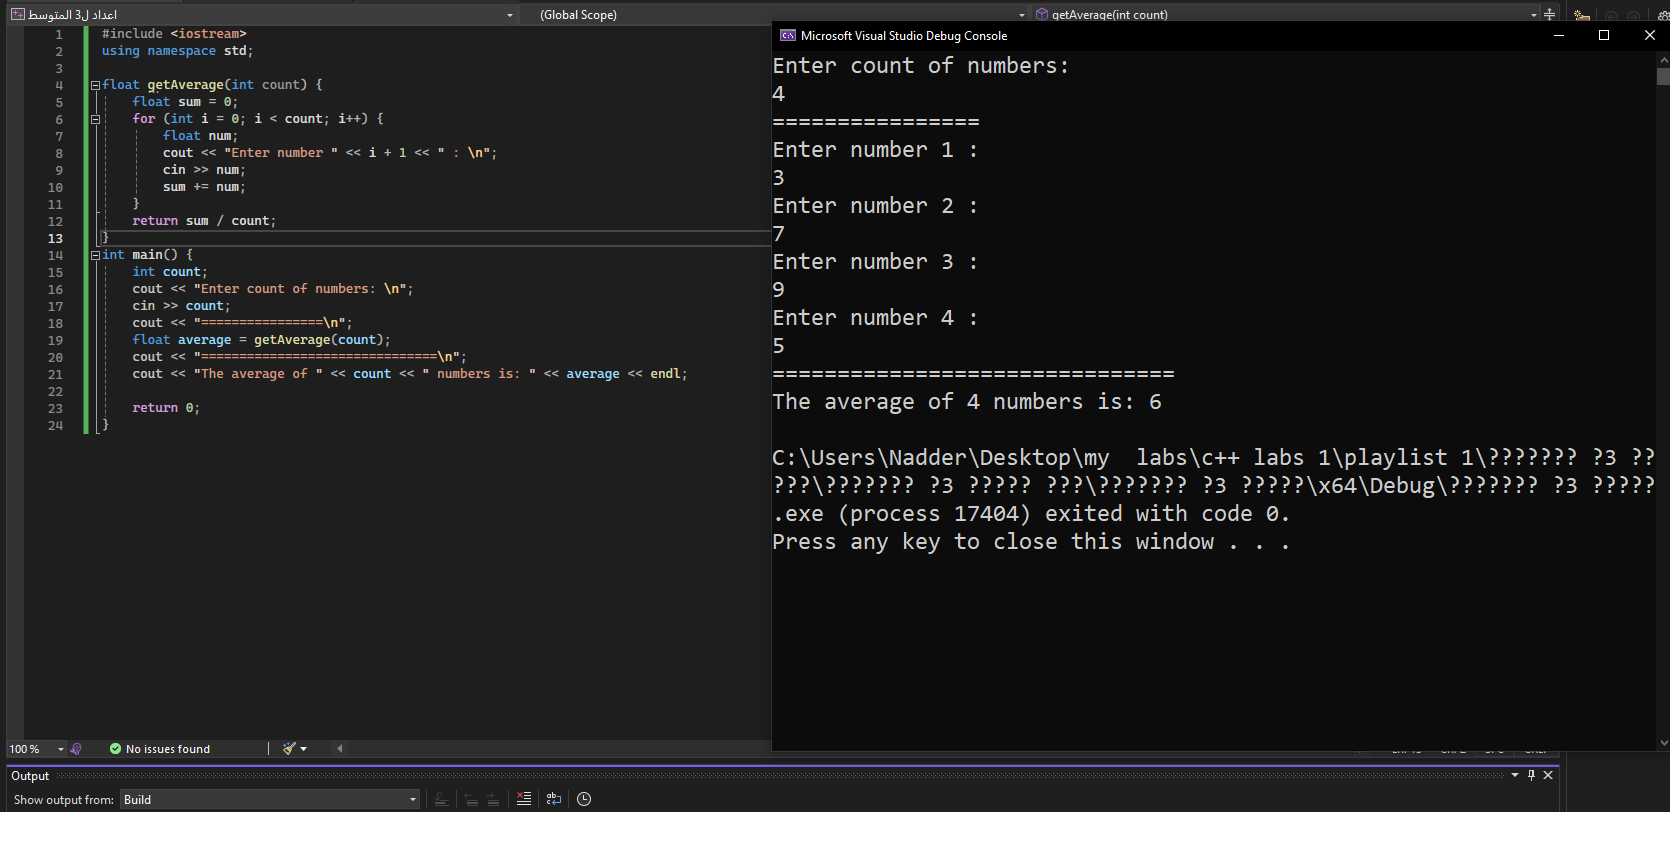 اعداد ل3 المتوسط
(Global Scope)
getAverage(int count)
1 #include <iostream>
2 using namespace std;
3
4 float getAverage(int count) {
5 float sum = 0;
6 for (int i = 0; i < count; i++) {
7 float num;
8 cout << "Enter number " << i + 1 << " : \n";
9 cin >> num;
10 sum += num;
11 }
12 return sum / count;
13 }
14 int main() {
15 int count;
16 cout << "Enter count of numbers: \n";
17 cin >> count;
18 cout << "================\n";
19 float average = getAverage(count);
20 cout << "===============================\n";
21 cout << "The average of " << count << " numbers is: " << average << endl;
22
23 return 0;
24 }
Microsoft Visual Studio Debug Console
Enter count of numbers:
4
================
Enter number 1 :
3
Enter number 2 :
7
Enter number 3 :
9
Enter number 4 :
5
===============================
The average of 4 numbers is: 6
C:\Users\Nadder\Desktop\my  labs\c++ labs 1\playlist 1\??????? ?3 ??
???\??????? ?3 ????? ???\??????? ?3 ?????\x64\Debug\??????? ?3 ?????
.exe (process 17404) exited with code 0.
Press any key to close this window . . .
100 %
No issues found
Output
Show output from: Build